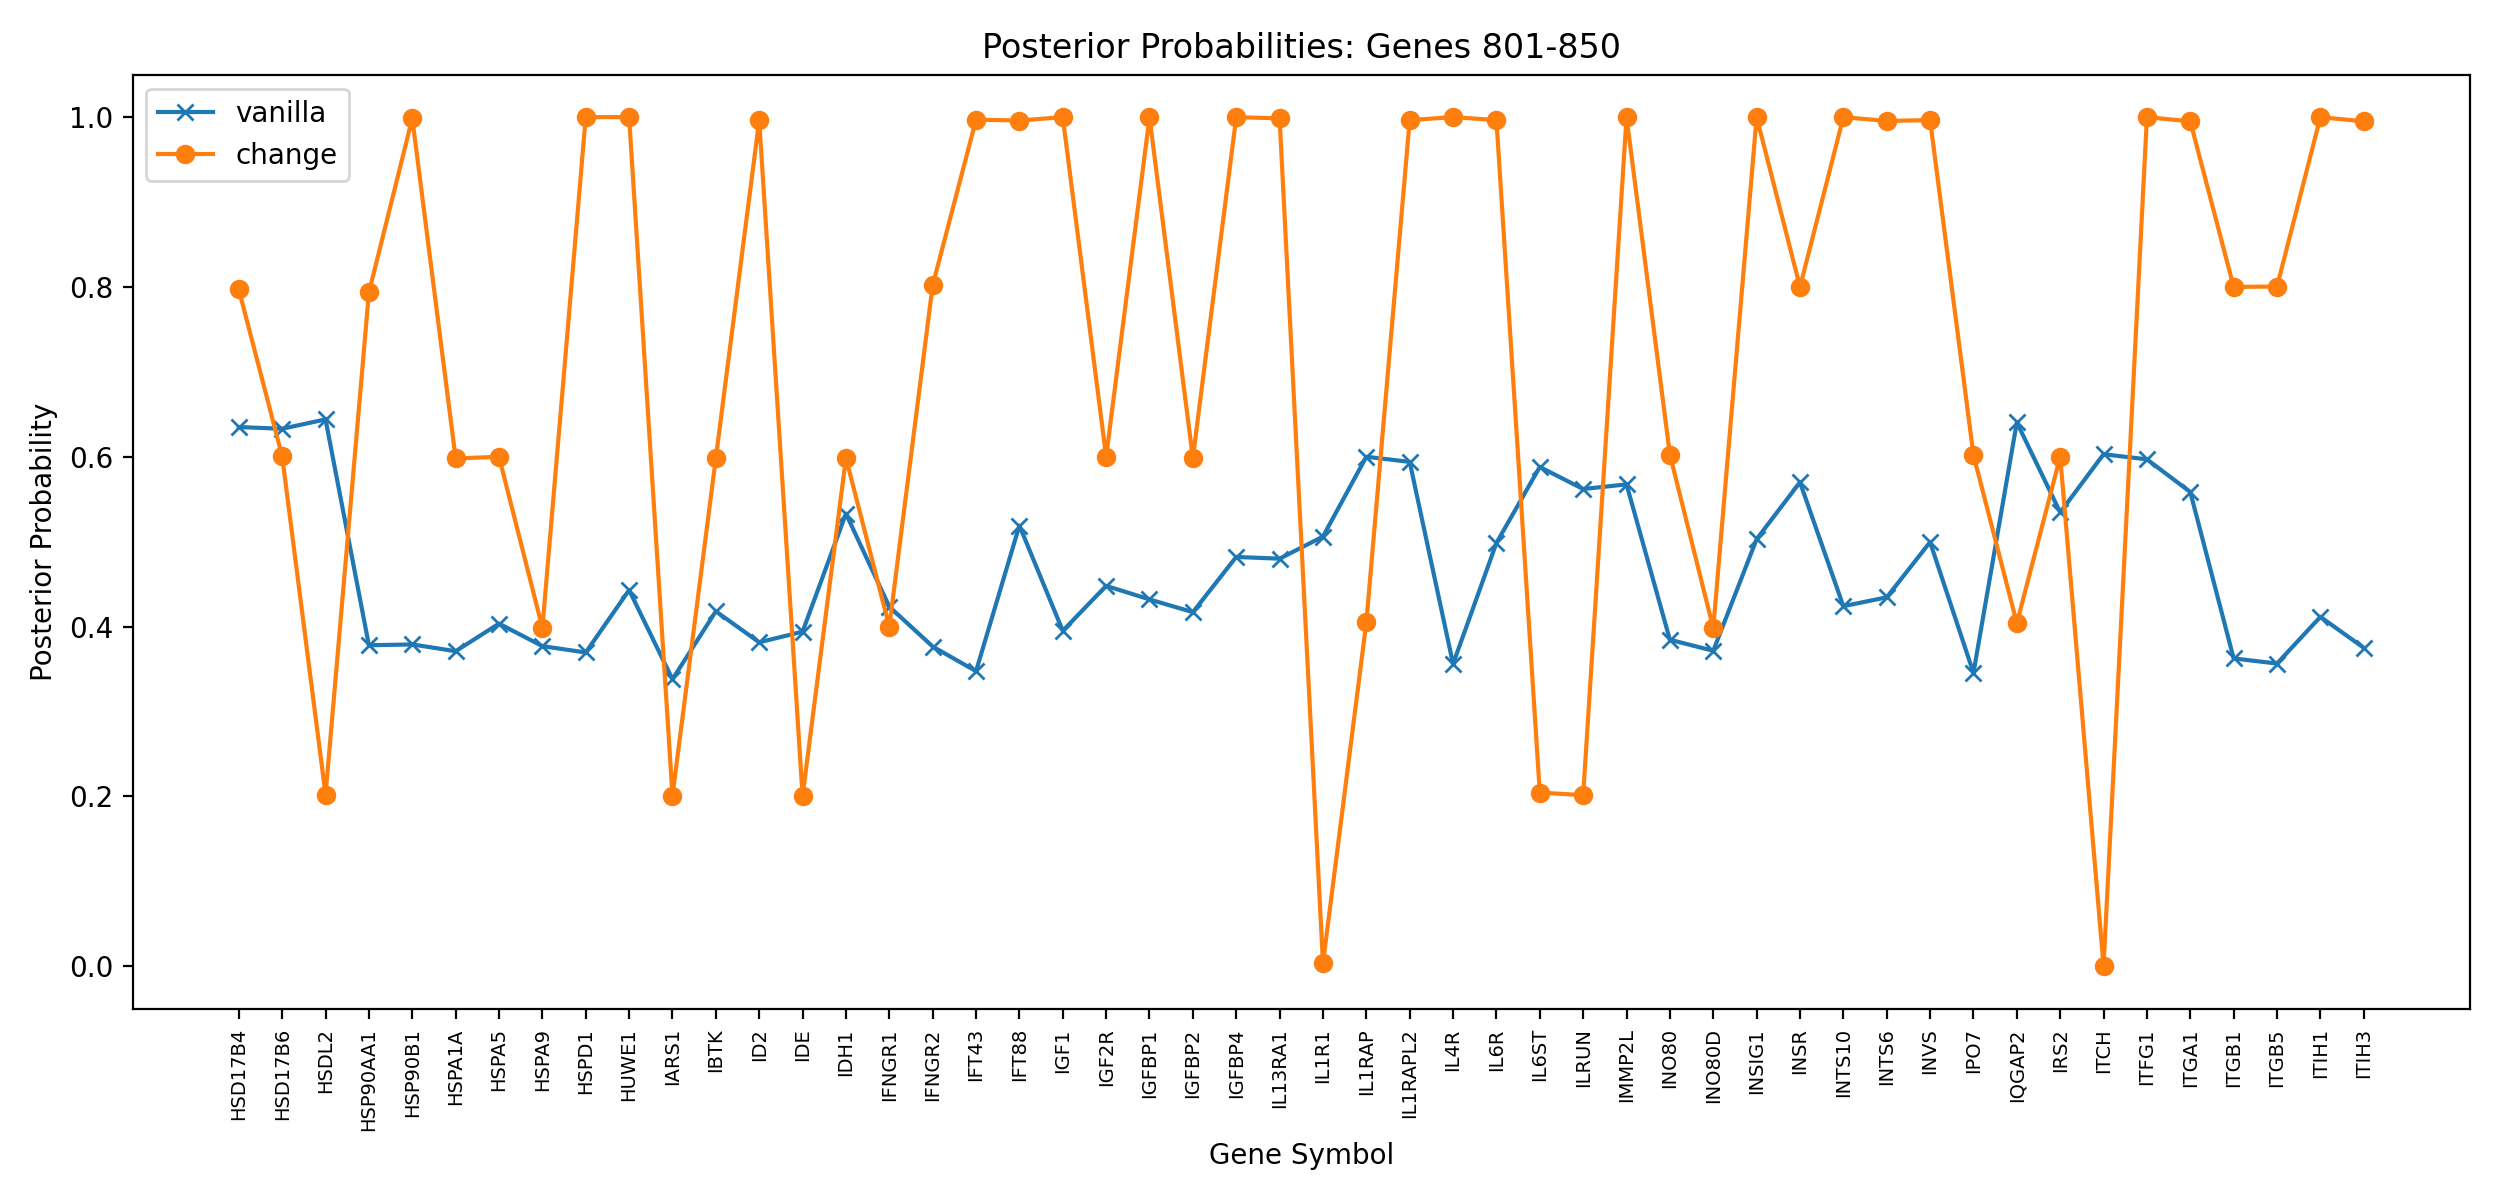 Posterior Probabilities: Genes 801-850
vanilla
change
Posterior Probability
1.0
0.8
0.6
0.4
0.2
0.0
HSD17B4
HSD17B6
HSDL2
HSP90AA1
HSP90B1
HSPA1A
HSPA5
HSPA9
HSPD1
HUWE1
IARS1
IBTK
ID2
IDE
IDH1
IFNGR1
IFNGR2
IFT43
IFT88
IGF1
IGF2R
IGFBP1
IGFBP2
IGFBP4
IL13RA1
IL1R1
IL1RAP
IL1RAPL2
IL4R
IL6R
IL6ST
ILRUN
IMMP2L
INO80
INO80D
INSIG1
INSR
INTS10
INTS6
INVS
IPO7
IQGAP2
IRS2
ITCH
ITFG1
ITGA1
ITGB1
ITGB5
ITIH1
ITIH3
Gene Symbol